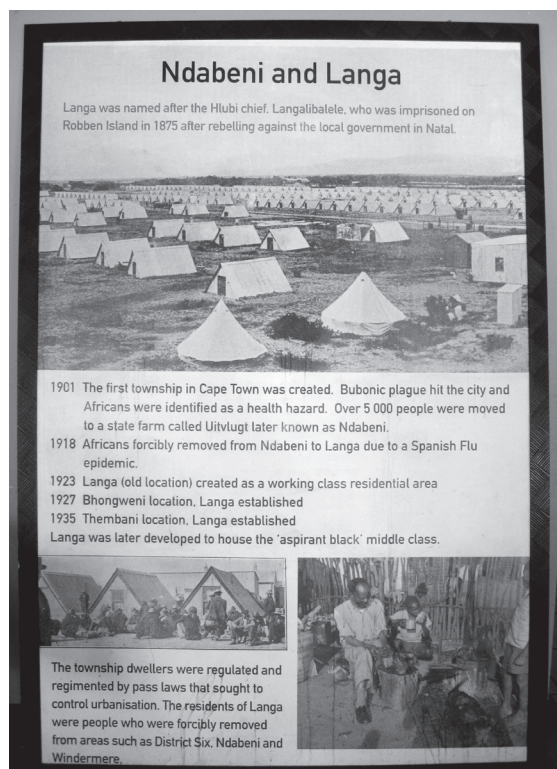 Ndabeni and Langa
Langa was named after the Hlubi chief, Langalibalele, who was imprisoned on
Robben Island in 1875 after rebelling against the local government in Natal.
1901 The first township in Cape Town was created. Bubonic plague hit the city and
Africans were identified as a health hazard. Over 5 000 people were moved
to a state farm called Uitvlugt later known as Ndabeni.
1918 Africans forcibly removed from Ndabeni to Langa due to a Spanish Flu
epidemic.
1923 Langa (old location) created as a working class residential area
1927 Bhongweni location, Langa established
1935 Thembani location, Langa established
Langa was later developed to house the 'aspirant black' middle class.
The township dwellers were regulated and
regimented by pass laws that sought to
control urbanisation. The residents of Langa
were people who were forcibly removed
from areas such as District Six, Ndabeni and
Windermere.